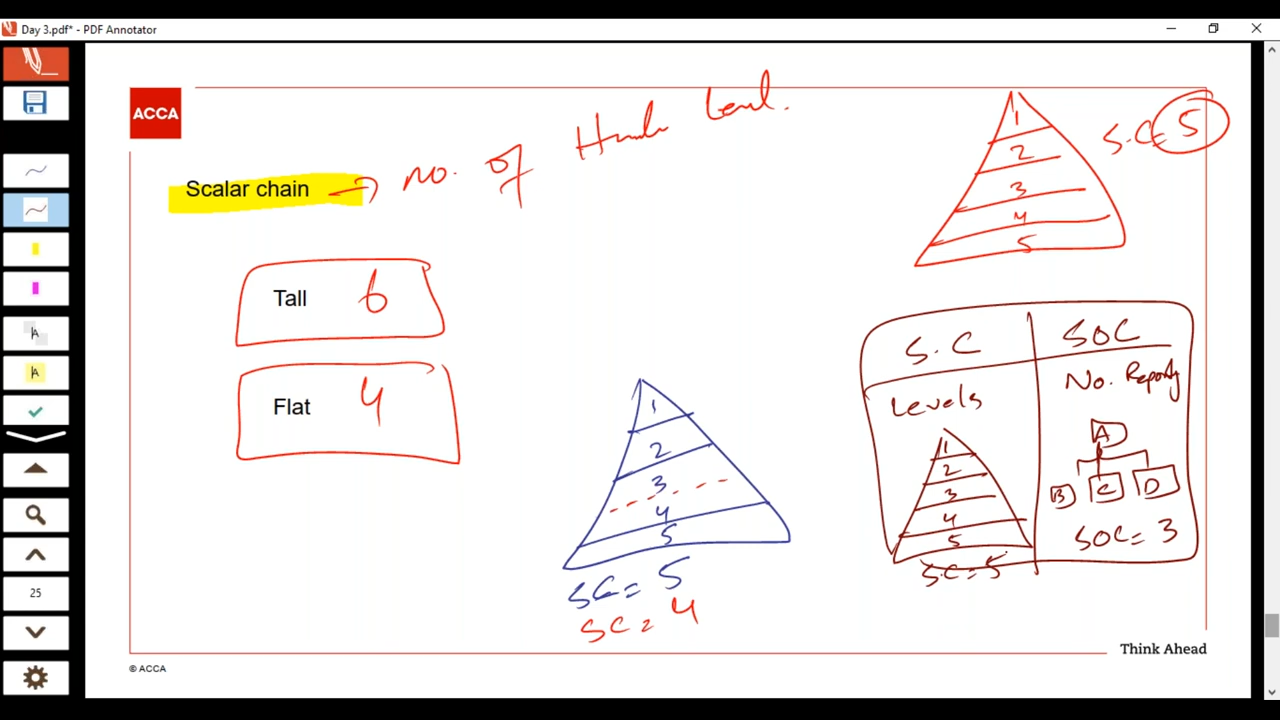 Day 3.pdf* - PDF Annotator
ACCA
Scalar chain → no. of
Level.
Tall 6
Flat 4
1
2
3
4
5
S.C = 5
1
2
3
4
5
SC = 5
SC = 4
S.C
SOC
Levels
No. Reporty
1
2
3
4
5
S.C = 5
A
B C D
SOC = 3
A
A
25
Think Ahead
© ACCA